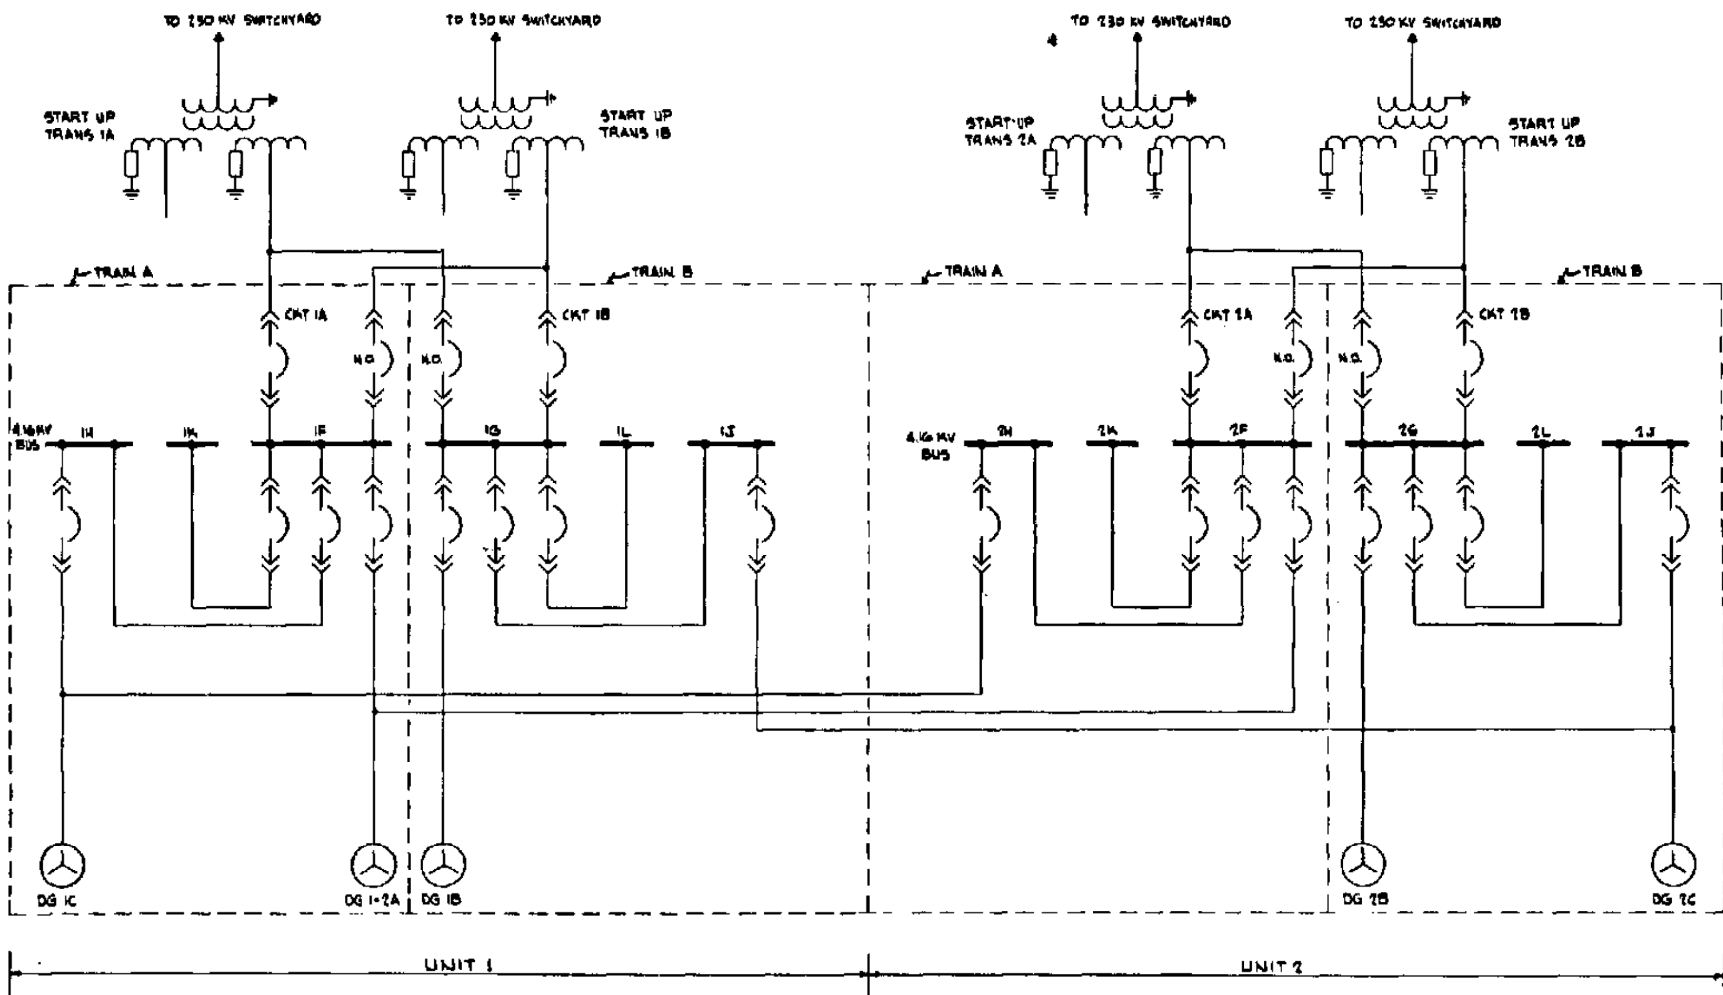 TO 230 KV SWITCHYARD
TO 230 KV SWITCHYARD
TO 230 KV SWITCHYARD
TO 230 KV SWITCHYARD
START UP
TRANS 1A
START UP
TRANS 1B
START UP
TRANS 2A
START UP
TRANS 2B
TRAIN A
TRAIN B
TRAIN A
TRAIN B
CKT 1A
CKT 1B
CKT 2A
CKT 2B
N.O.
N.O.
N.O.
N.O.
4.16 KV
BUS
1H
1K
1F
1G
1L
1J
4.16 KV
BUS
2H
2K
2F
2G
2L
2J
DG 1C
DG 1-2A
DG 1B
DG 2B
DG 2C
UNIT 1
UNIT 2